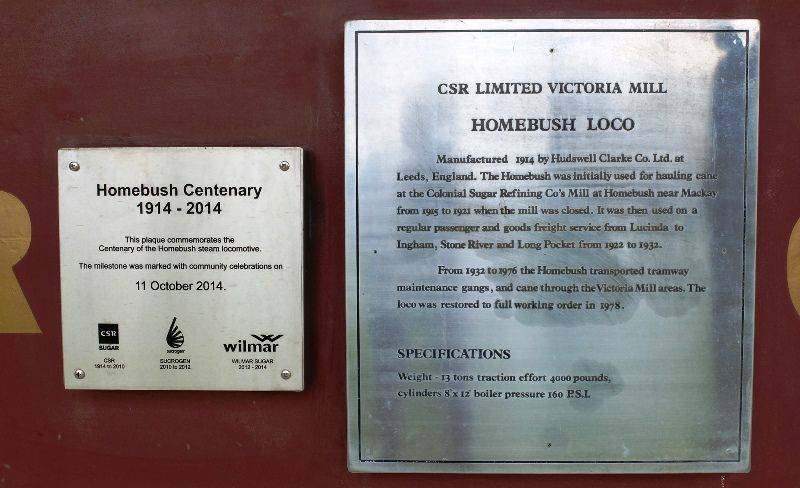 Homebush Centenary
1914 - 2014
This plaque commemorates the
Centenary of the Homebush steam locomotive.
The milestone was marked with community celebrations on
11 October 2014.
CSR
SUGAR
CSR
1914 to 2010
sucrogen
SUCROGEN
2010 to 2012
wilmar
WILMAR SUGAR
2012 - 2014
CSR LIMITED VICTORIA MILL
HOMEBUSH LOCO
Manufactured 1914 by Hudswell Clarke Co. Ltd. at
Leeds, England. The Homebush was initially used for hauling cane
at the Colonial Sugar Refining Co's Mill at Homebush near Mackay
from 1915 to 1921 when the mill was closed. It was then used on a
regular passenger and goods freight service from Lucinda to
Ingham, Stone River and Long Pocket from 1922 to 1932.
From 1932 to 1976 the Homebush transported tramway
maintenance gangs, and cane through the Victoria Mill areas. The
loco was restored to full working order in 1978.
SPECIFICATIONS
Weight - 13 tons traction effort 4000 pounds,
cylinders 8" x 12" boiler pressure 160 P.S.I.